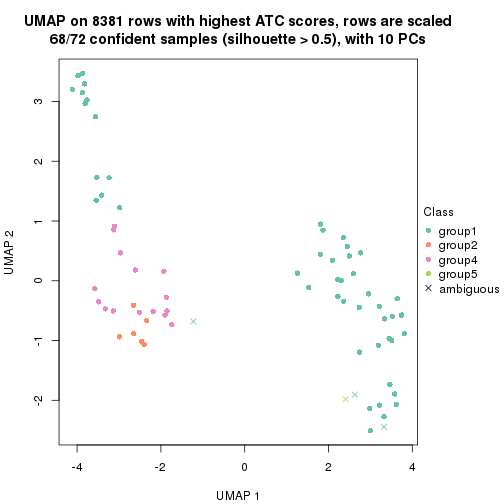 UMAP on 8381 rows with highest ATC scores, rows are scaled
68/72 confident samples (silhouette > 0.5), with 10 PCs
3
2
1
0
-1
-2
UMAP 2
-4
-2
0
2
4
UMAP 1
Class
group1
group2
group4
group5
ambiguous